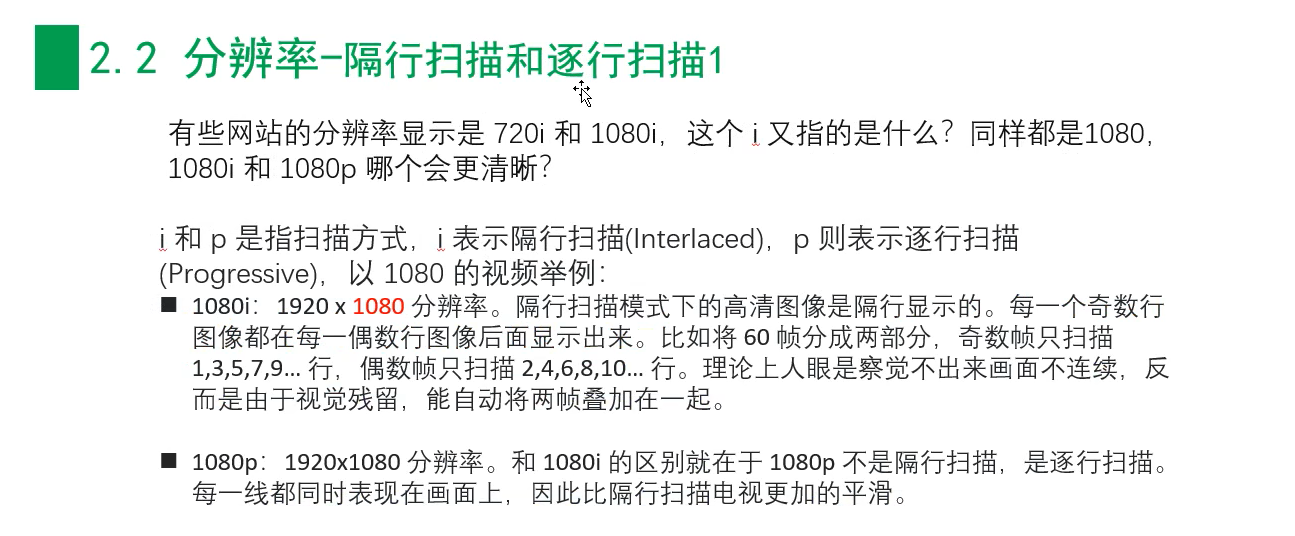 2.2 分辨率-隔行扫描和逐行扫描1
有些网站的分辨率显示是 720i 和 1080i，这个 i 又指的是什么？同样都是1080，
1080i 和 1080p 哪个会更清晰？
i 和 p 是指扫描方式，i 表示隔行扫描(Interlaced)，p 则表示逐行扫描
(Progressive)，以 1080 的视频举例：
■ 1080i：1920 x 1080 分辨率。隔行扫描模式下的高清图像是隔行显示的。每一个奇数行
图像都在每一偶数行图像后面显示出来。比如将 60 帧分成两部分，奇数帧只扫描
1,3,5,7,9... 行，偶数帧只扫描 2,4,6,8,10... 行。理论上人眼是察觉不出来画面不连续，反
而是由于视觉残留，能自动将两帧叠加在一起。
■ 1080p：1920x1080 分辨率。和 1080i 的区别就在于 1080p 不是隔行扫描，是逐行扫描。
每一线都同时表现在画面上，因此比隔行扫描电视更加的平滑。